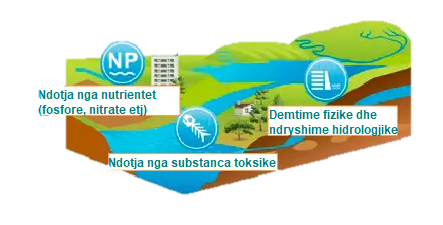 NP
Ndotja nga nutrientet
(fosfore, nitrate etj)
Demtime fizike dhe
ndryshime hidrologjike
Ndotja nga substanca toksike